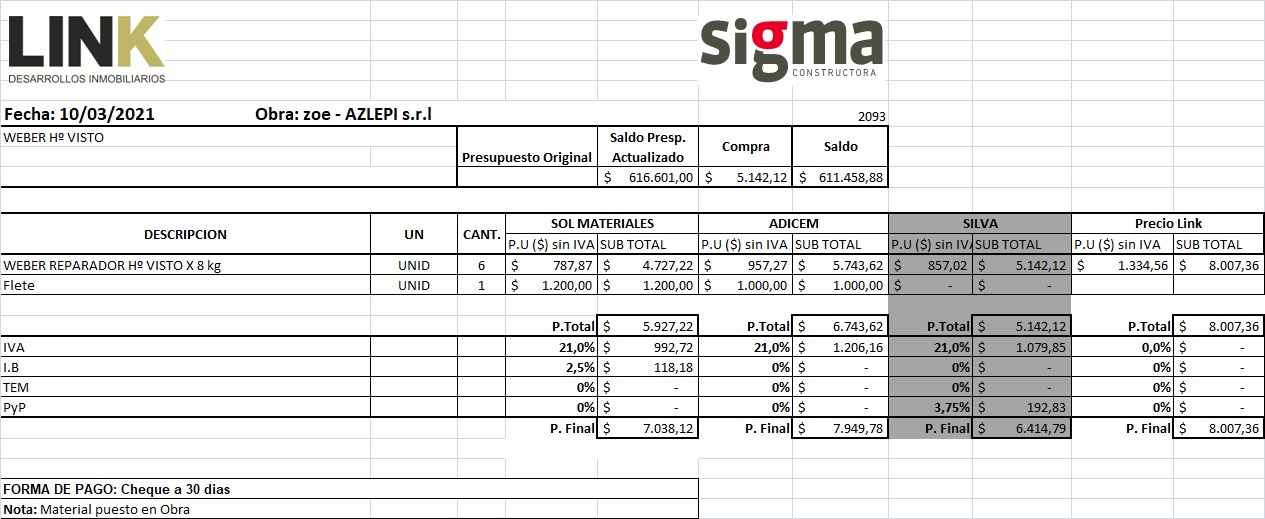 LINK
DESARROLLOS INMOBILIARIOS
sigma
CONSTRUCTORA
Fecha: 10/03/2021 Obra: zoe - AZLEPI s.r.l 2093
WEBER Hº VISTO
Presupuesto Original Saldo Presp. Actualizado Compra Saldo
$ 616.601,00 $ 5.142,12 $ 611.458,88
DESCRIPCION UN CANT. SOL MATERIALES ADICEM SILVA Precio Link
P.U ($) sin IVA SUB TOTAL P.U ($) sin IVA SUB TOTAL P.U ($) sin IVA SUB TOTAL P.U ($) sin IVA SUB TOTAL
WEBER REPARADOR Hº VISTO X 8 kg UNID 6 $ 787,87 $ 4.727,22 $ 957,27 $ 5.743,62 $ 857,02 $ 5.142,12 $ 1.334,56 $ 8.007,36
Flete UNID 1 $ 1.200,00 $ 1.200,00 $ 1.000,00 $ 1.000,00 $ - $ -
P.Total $ 5.927,22 P.Total $ 6.743,62 P.Total $ 5.142,12 P.Total $ 8.007,36
IVA 21,0% $ 992,72 21,0% $ 1.206,16 21,0% $ 1.079,85 0,0% $ -
I.B 2,5% $ 118,18 0% $ - 0% $ - 0% $ -
TEM 0% $ - 0% $ - 0% $ - 0% $ -
PyP 0% $ - 0% $ - 3,75% $ 192,83 0% $ -
P. Final $ 7.038,12 P. Final $ 7.949,78 P. Final $ 6.414,79 P. Final $ 8.007,36
FORMA DE PAGO: Cheque a 30 dias
Nota: Material puesto en Obra